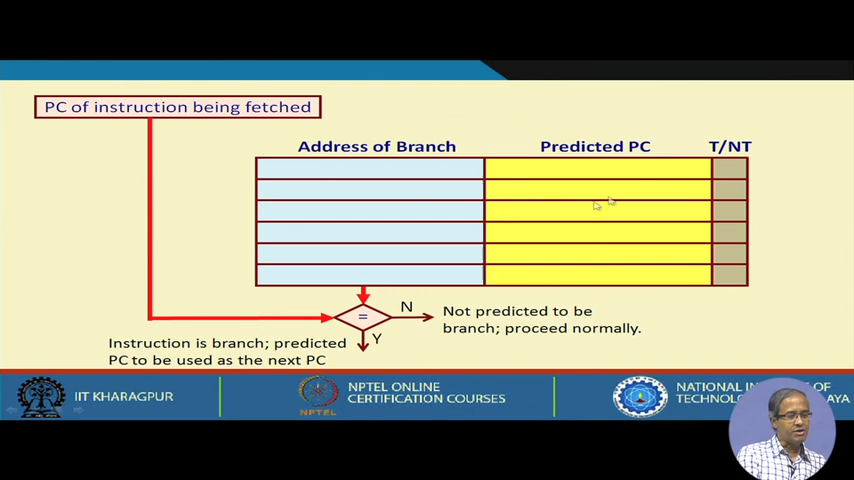 PC of instruction being fetched
Address of Branch
Predicted PC
T/NT
=
N
Y
Not predicted to be
branch; proceed normally.
Instruction is branch; predicted
PC to be used as the next PC
IIT KHARAGPUR
NPTEL
NPTEL ONLINE
CERTIFICATION COURSES
NATIONAL OF
TECHNOLO